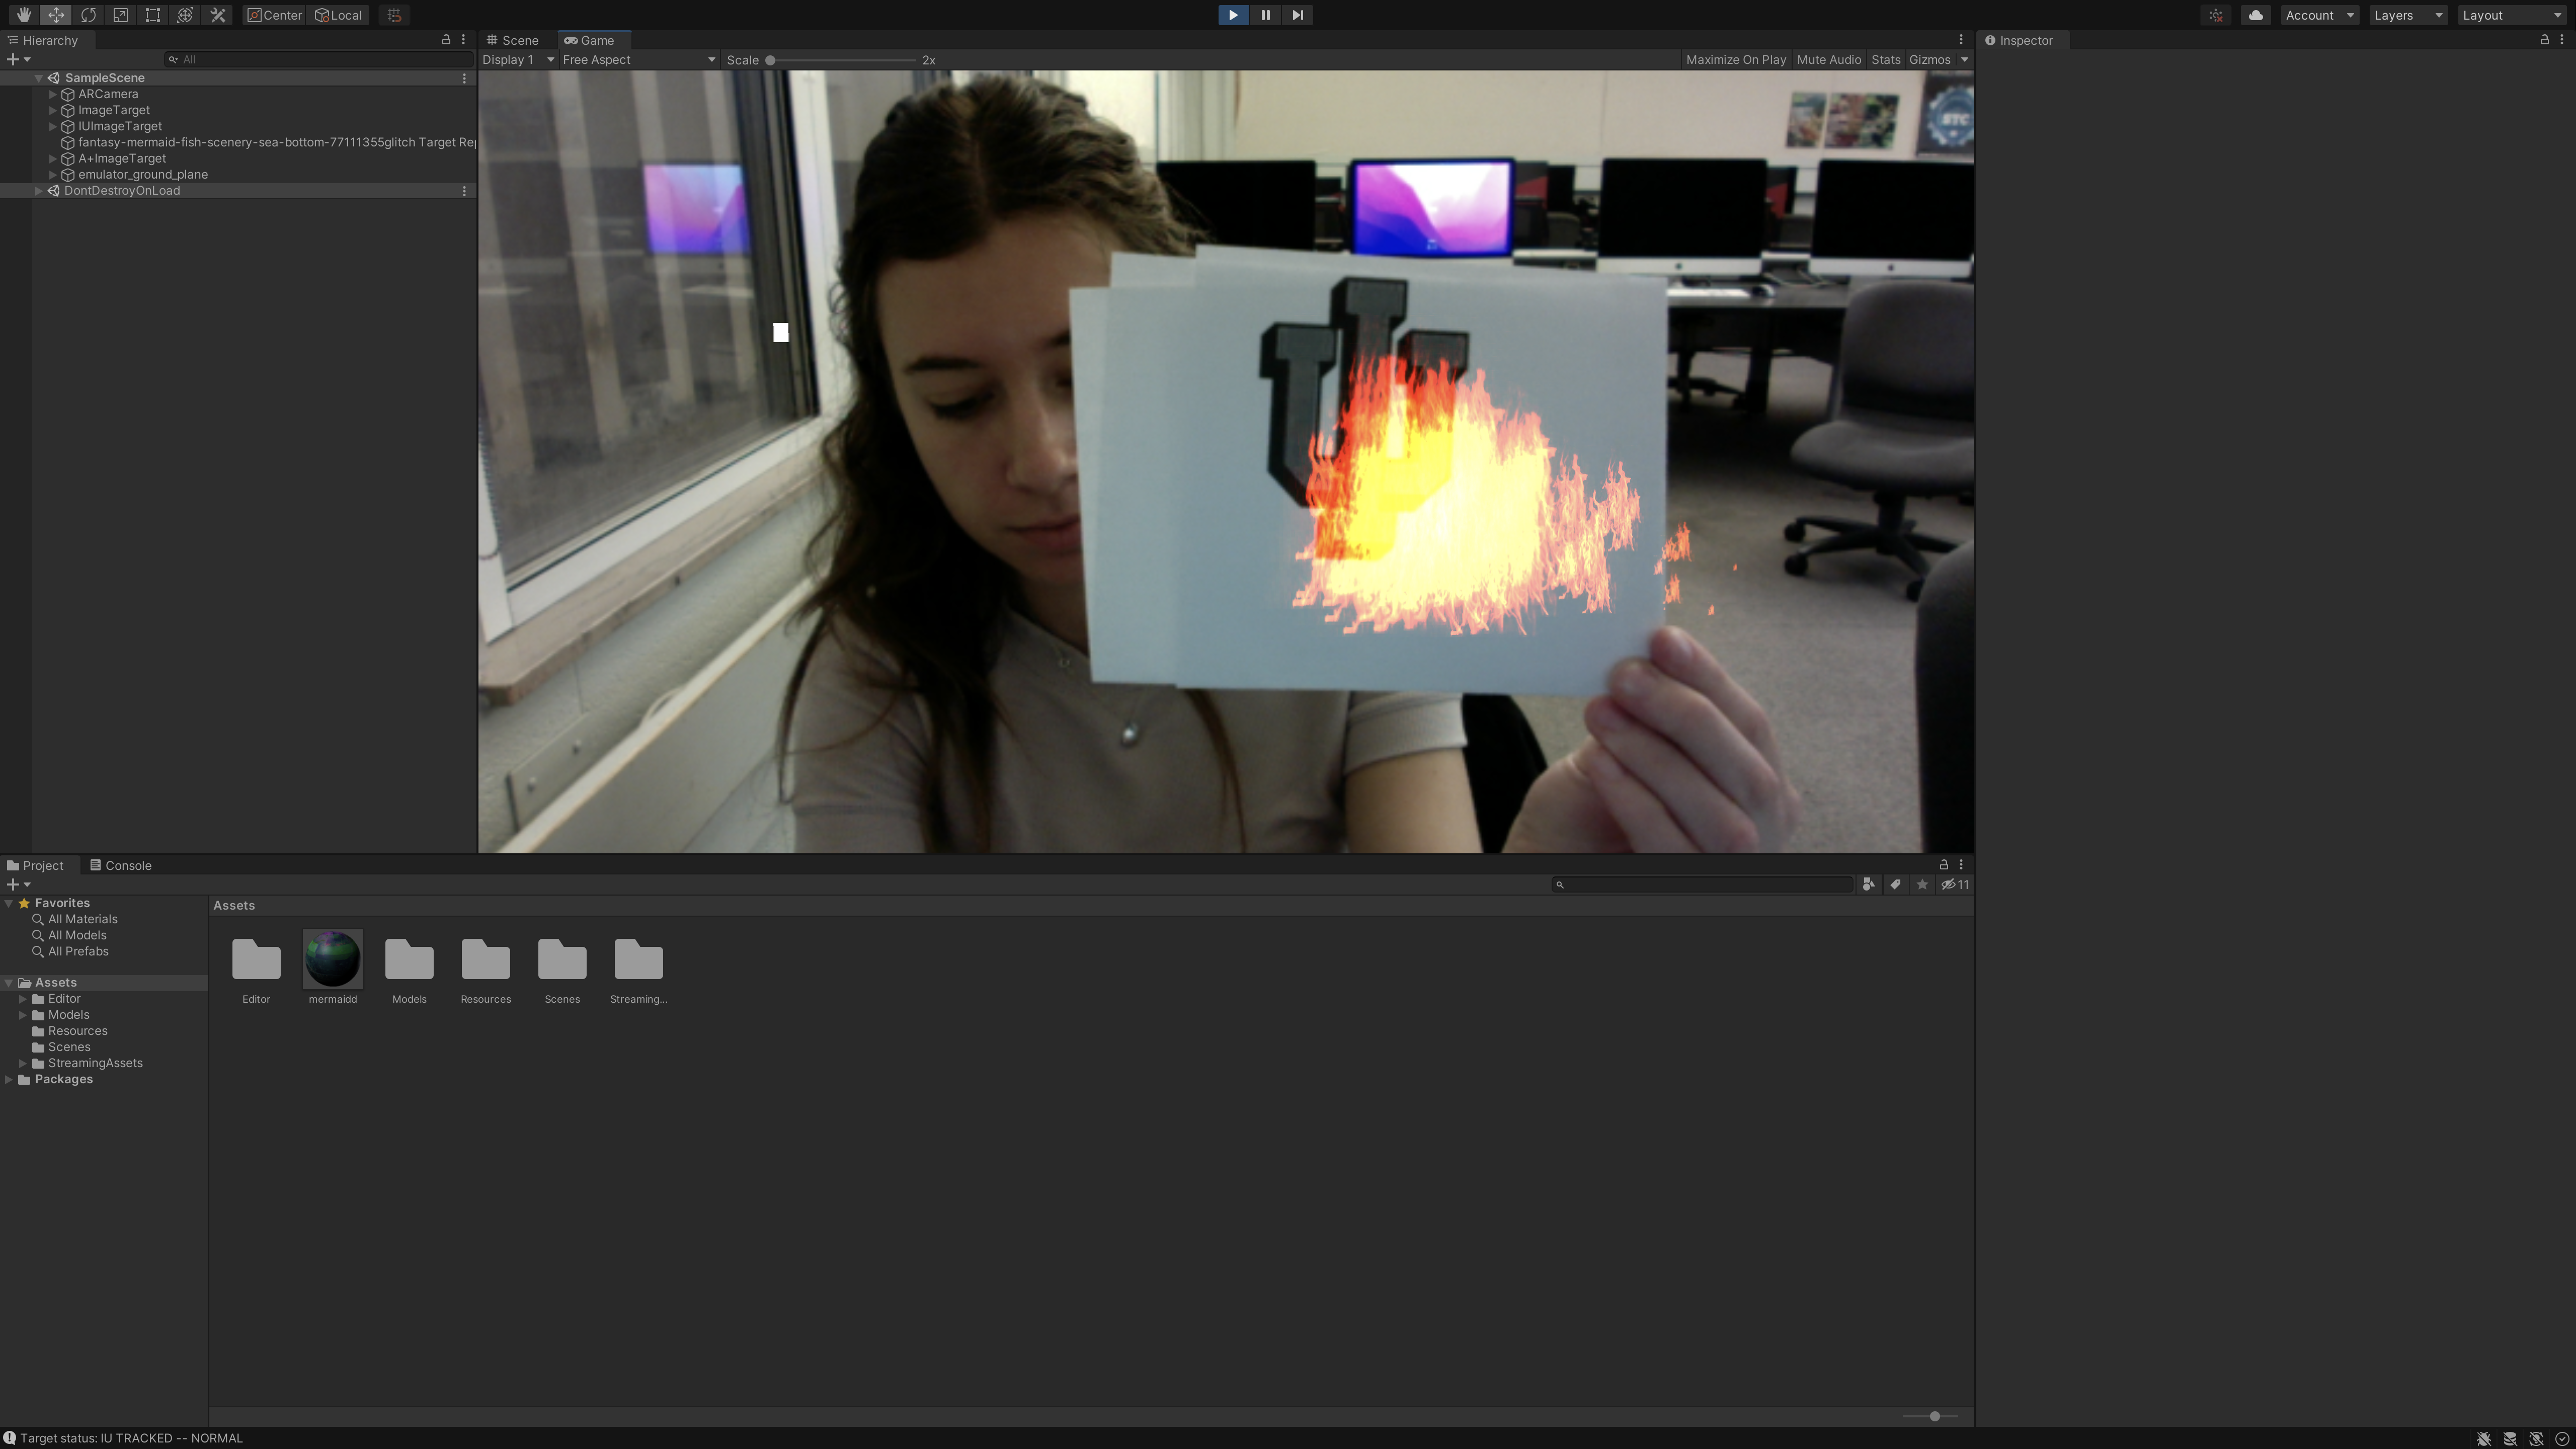 Center
Local
Account
Layers
Layout
Hierarchy
All
SampleScene
ARCamera
ImageTarget
IUImageTarget
fantasy-mermaid-fish-scenery-sea-bottom-77111355glitch Target Rep
A+ImageTarget
emulator_ground_plane
DontDestroyOnLoad
Scene
Game
Display 1
Free Aspect
Scale
2x
Maximize On Play
Mute Audio
Stats
Gizmos
STC
Inspector
Project
Console
11
Favorites
All Materials
All Models
All Prefabs
Assets
Editor
Models
Resources
Scenes
StreamingAssets
Packages
Assets
Editor
mermaidd
Models
Resources
Scenes
Streaming...
Target status: IU TRACKED -- NORMAL